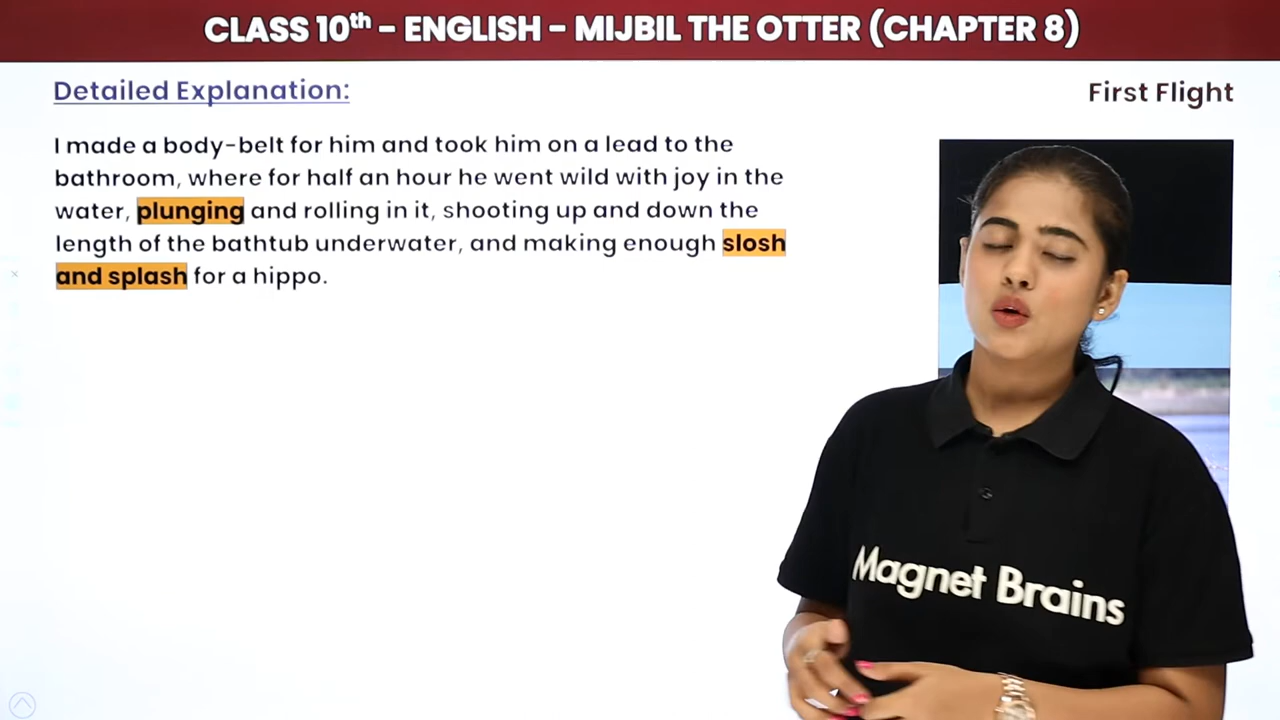 CLASS 10th - ENGLISH - MIJBIL THE OTTER (CHAPTER 8)
Detailed Explanation:
First Flight
I made a body-belt for him and took him on a lead to the
bathroom, where for half an hour he went wild with joy in the
water, plunging and rolling in it, shooting up and down the
length of the bathtub underwater, and making enough slosh
and splash for a hippo.
Magnet Brains